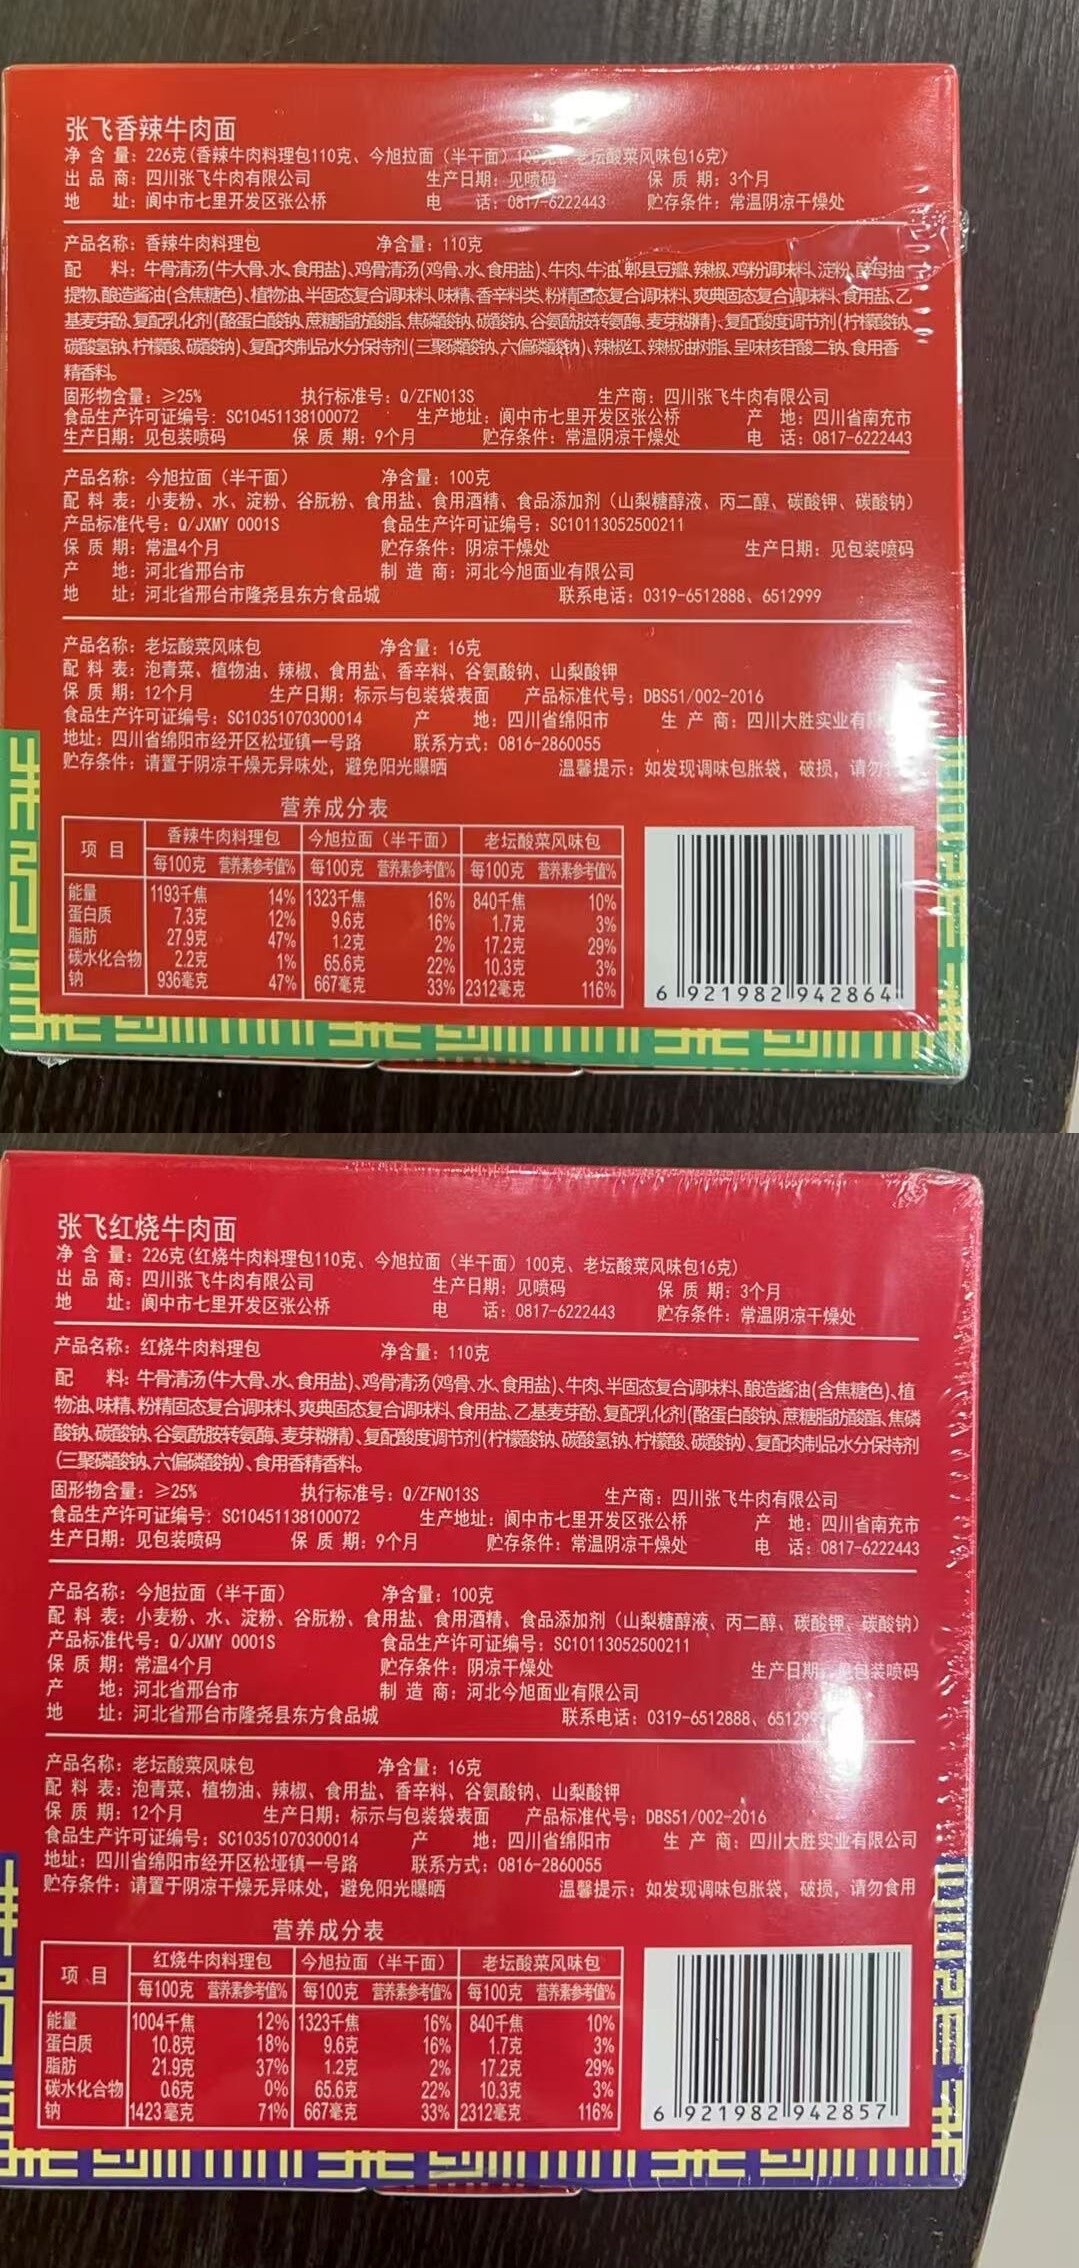 张飞香辣牛肉面
净 含 量：226克(香辣牛肉料理包110克、今旭拉面（半干面）100克、老坛酸菜风味包16克)
出 品 商：四川张飞牛肉有限公司 生产日期：见喷码 保 质 期：3个月
地 址：阆中市七里开发区张公桥 电 话：0817-6222443 贮存条件：常温阴凉干燥处
产品名称：香辣牛肉料理包 净含量：110克
配 料：牛骨清汤(牛大骨、水、食用盐)、鸡骨清汤(鸡骨、水、食用盐)、牛肉、牛油、郫县豆瓣、辣椒、鸡粉调味料、淀粉、酵母抽
提物、酿造酱油(含焦糖色)、植物油、半固态复合调味料、味精、香辛料类、粉精固态复合调味料、爽典固态复合调味料、食用盐、乙
基麦芽酚、复配乳化剂(酪蛋白酸钠、蔗糖脂肪酸脂、焦磷酸钠、碳酸钠、谷氨酰胺转氨酶、麦芽糊精)、复配酸度调节剂(柠檬酸钠、
碳酸氢钠、柠檬酸、碳酸钠)、复配肉制品水分保持剂(三聚磷酸钠、六偏磷酸钠)、辣椒红、辣椒油树脂、呈味核苷酸二钠、食用香
精香料。
固形物含量：≥25% 执行标准号：Q/ZFN013S 生产商：四川张飞牛肉有限公司
食品生产许可证编号：SC10451138100072 生产地址：阆中市七里开发区张公桥 产 地：四川省南充市
生产日期：见包装喷码 保 质 期：9个月 贮存条件：常温阴凉干燥处 电 话：0817-6222443
产品名称：今旭拉面（半干面） 净含量：100克
配 料 表：小麦粉、水、淀粉、谷朊粉、食用盐、食用酒精、食品添加剂（山梨糖醇液、丙二醇、碳酸钾、碳酸钠）
产品标准代号：Q/JXMY 0001S 食品生产许可证编号：SC10113052500211
保 质 期：常温4个月 贮存条件：阴凉干燥处 生产日期：见包装喷码
产 地：河北省邢台市 制 造 商：河北今旭面业有限公司
地 址：河北省邢台市隆尧县东方食品城 联系电话：0319-6512888、6512999
产品名称：老坛酸菜风味包 净含量：16克
配 料 表：泡青菜、植物油、辣椒、食用盐、香辛料、谷氨酸钠、山梨酸钾
保 质 期：12个月 生产日期：标示与包装袋表面 产品标准代号：DBS51/002-2016
食品生产许可证编号：SC10351070300014 产 地：四川省绵阳市 生 产 商：四川大胜实业有
地址：四川省绵阳市经开区松垭镇一号路 联系方式：0816-2860055
贮存条件：请置于阴凉干燥无异味处，避免阳光曝晒 温馨提示：如发现调味包胀袋，破损，请勿
营养成分表
项 目 香辣牛肉料理包 今旭拉面（半干面） 老坛酸菜风味包
每100克 营养素参考值% 每100克 营养素参考值% 每100克 营养素参考值%
能量 1193千焦 14% 1323千焦 16% 840千焦 10%
蛋白质 7.3克 12% 9.6克 16% 1.7克 3%
脂肪 27.9克 47% 1.2克 2% 17.2克 29%
碳水化合物 2.2克 1% 65.6克 22% 10.3克 3%
钠 936毫克 47% 667毫克 33% 2312毫克 116%
6 921982 942864
张飞红烧牛肉面
净 含 量：226克(红烧牛肉料理包110克、今旭拉面（半干面）100克、老坛酸菜风味包16克)
出 品 商：四川张飞牛肉有限公司 生产日期：见喷码 保 质 期：3个月
地 址：阆中市七里开发区张公桥 电 话：0817-6222443 贮存条件：常温阴凉干燥处
产品名称：红烧牛肉料理包 净含量：110克
配 料：牛骨清汤(牛大骨、水、食用盐)、鸡骨清汤(鸡骨、水、食用盐)、牛肉、半固态复合调味料、酿造酱油(含焦糖色)、植
物油、味精、粉精固态复合调味料、爽典固态复合调味料、食用盐、乙基麦芽酚、复配乳化剂(酪蛋白酸钠、蔗糖脂肪酸酯、焦磷
酸钠、碳酸钠、谷氨酰胺转氨酶、麦芽糊精)、复配酸度调节剂(柠檬酸钠、碳酸氢钠、柠檬酸、碳酸钠)、复配肉制品水分保持剂
(三聚磷酸钠、六偏磷酸钠)、食用香精香料。
固形物含量：≥25% 执行标准号：Q/ZFN013S 生产商：四川张飞牛肉有限公司
食品生产许可证编号：SC10451138100072 生产地址：阆中市七里开发区张公桥 产 地：四川省南充市
生产日期：见包装喷码 保 质 期：9个月 贮存条件：常温阴凉干燥处 电 话：0817-6222443
产品名称：今旭拉面（半干面） 净含量：100克
配 料 表：小麦粉、水、淀粉、谷朊粉、食用盐、食用酒精、食品添加剂（山梨糖醇液、丙二醇、碳酸钾、碳酸钠）
产品标准代号：Q/JXMY 0001S 食品生产许可证编号：SC10113052500211
保 质 期：常温4个月 贮存条件：阴凉干燥处 生产日期：见包装喷码
产 地：河北省邢台市 制 造 商：河北今旭面业有限公司
地 址：河北省邢台市隆尧县东方食品城 联系电话：0319-6512888、65129
产品名称：老坛酸菜风味包 净含量：16克
配 料 表：泡青菜、植物油、辣椒、食用盐、香辛料、谷氨酸钠、山梨酸钾
保 质 期：12个月 生产日期：标示与包装袋表面 产品标准代号：DBS51/002-2016
食品生产许可证编号：SC10351070300014 产 地：四川省绵阳市 生 产 商：四川大胜实业有限公司
地址：四川省绵阳市经开区松垭镇一号路 联系方式：0816-2860055
贮存条件：请置于阴凉干燥无异味处，避免阳光曝晒 温馨提示：如发现调味包胀袋，破损，请勿食用
营养成分表
项 目 红烧牛肉料理包 今旭拉面（半干面） 老坛酸菜风味包
每100克 营养素参考值% 每100克 营养素参考值% 每100克 营养素参考值%
能量 1004千焦 12% 1323千焦 16% 840千焦 10%
蛋白质 10.8克 18% 9.6克 16% 1.7克 3%
脂肪 21.9克 37% 1.2克 2% 17.2克 29%
碳水化合物 0.6克 0% 65.6克 22% 10.3克 3%
钠 1423毫克 71% 667毫克 33% 2312毫克 116%
6 921982 942857